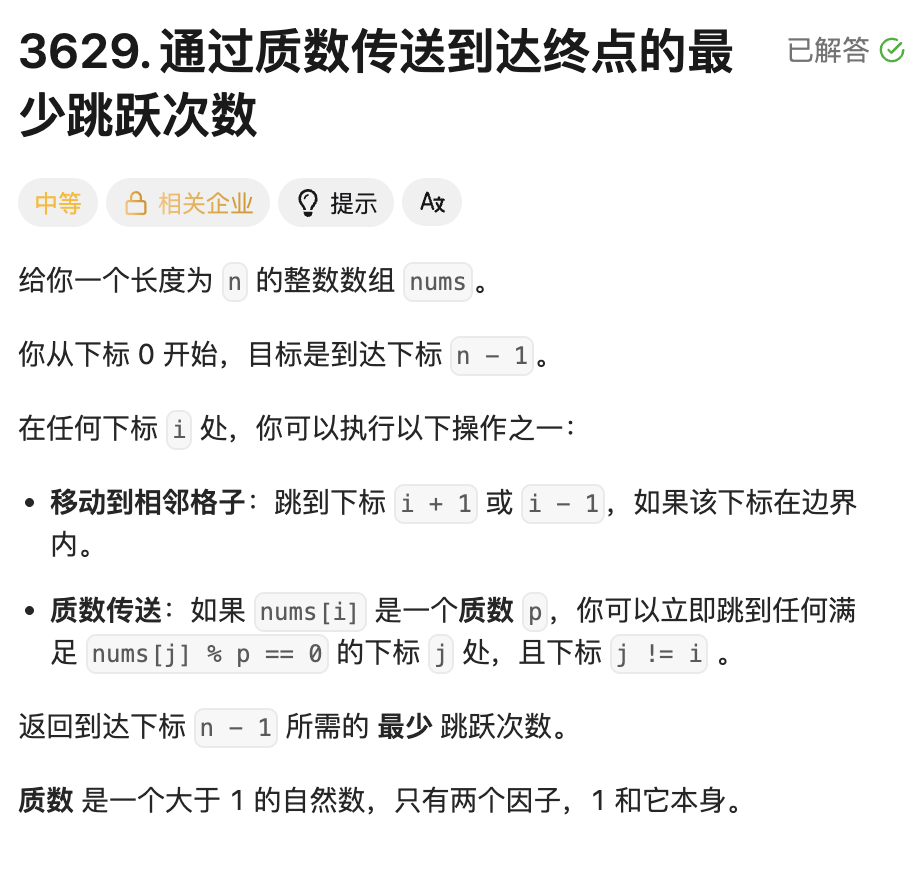 3629. 通过质数传送到达终点的最
少跳跃次数
已解答
中等
相关企业
提示
给你一个长度为 n 的整数数组 nums 。
你从下标 0 开始，目标是到达下标 n - 1 。
在任何下标 i 处，你可以执行以下操作之一：
• 移动到相邻格子：跳到下标 i + 1 或 i - 1，如果该下标在边界
内。
• 质数传送：如果 nums[i] 是一个质数 p，你可以立即跳到任何满
足 nums[j] % p == 0 的下标 j 处，且下标 j != i 。
返回到达下标 n - 1 所需的 最少 跳跃次数。
质数 是一个大于 1 的自然数，只有两个因子，1 和它本身。